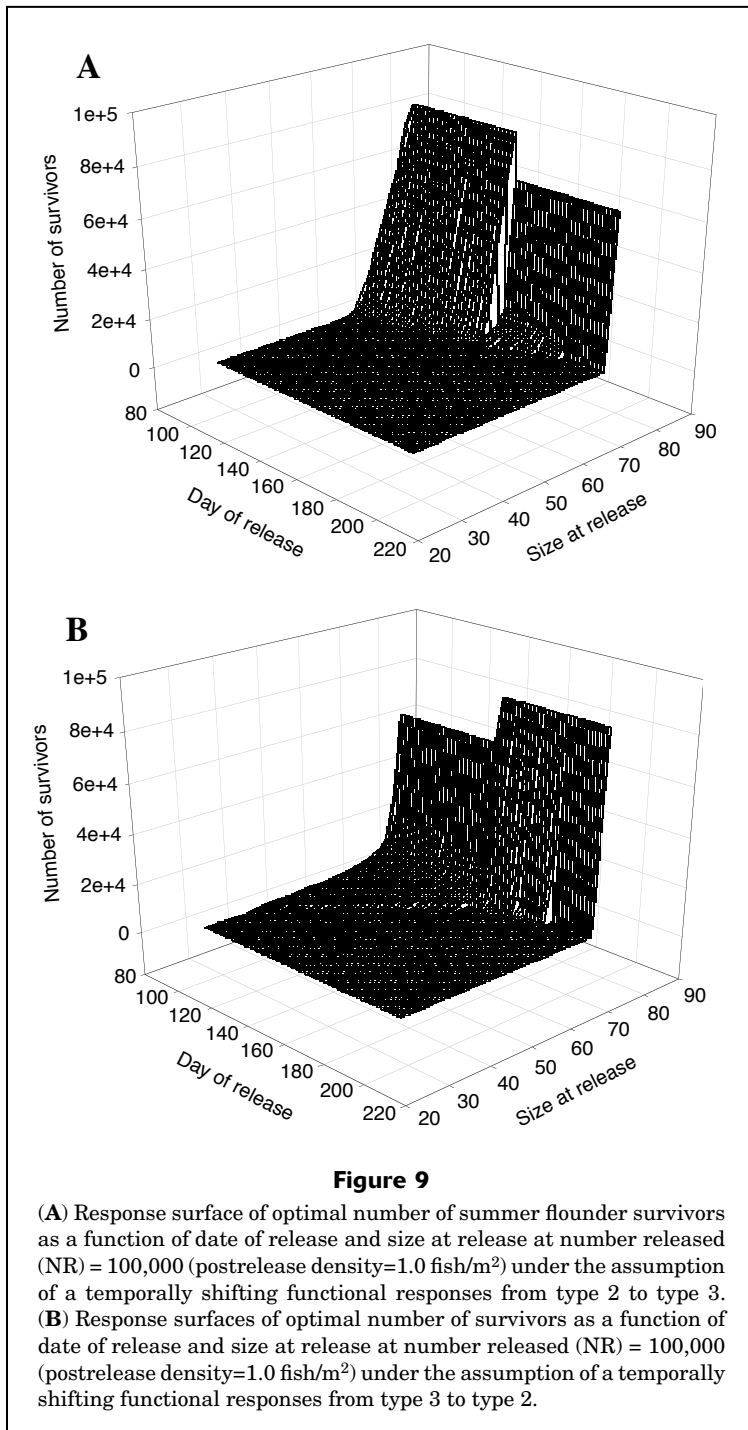 A
1e+5
8e+4
6e+4
4e+4
2e+4
0
Number of survivors
80
100
120
140
160
180
200
220
Day of release
20
30
40
50
60
70
80
90
Size at release
B
1e+5
8e+4
6e+4
4e+4
2e+4
0
Number of survivors
80
100
120
140
160
180
200
220
Day of release
20
30
40
50
60
70
80
90
Size at release
Figure 9
(A) Response surface of optimal number of summer flounder survivors
as a function of date of release and size at release at number released
(NR) = 100,000 (postrelease density=1.0 fish/m²) under the assumption
of a temporally shifting functional responses from type 2 to type 3.
(B) Response surfaces of optimal number of survivors as a function of
date of release and size at release at number released (NR) = 100,000
(postrelease density=1.0 fish/m²) under the assumption of a temporally
shifting functional responses from type 3 to type 2.